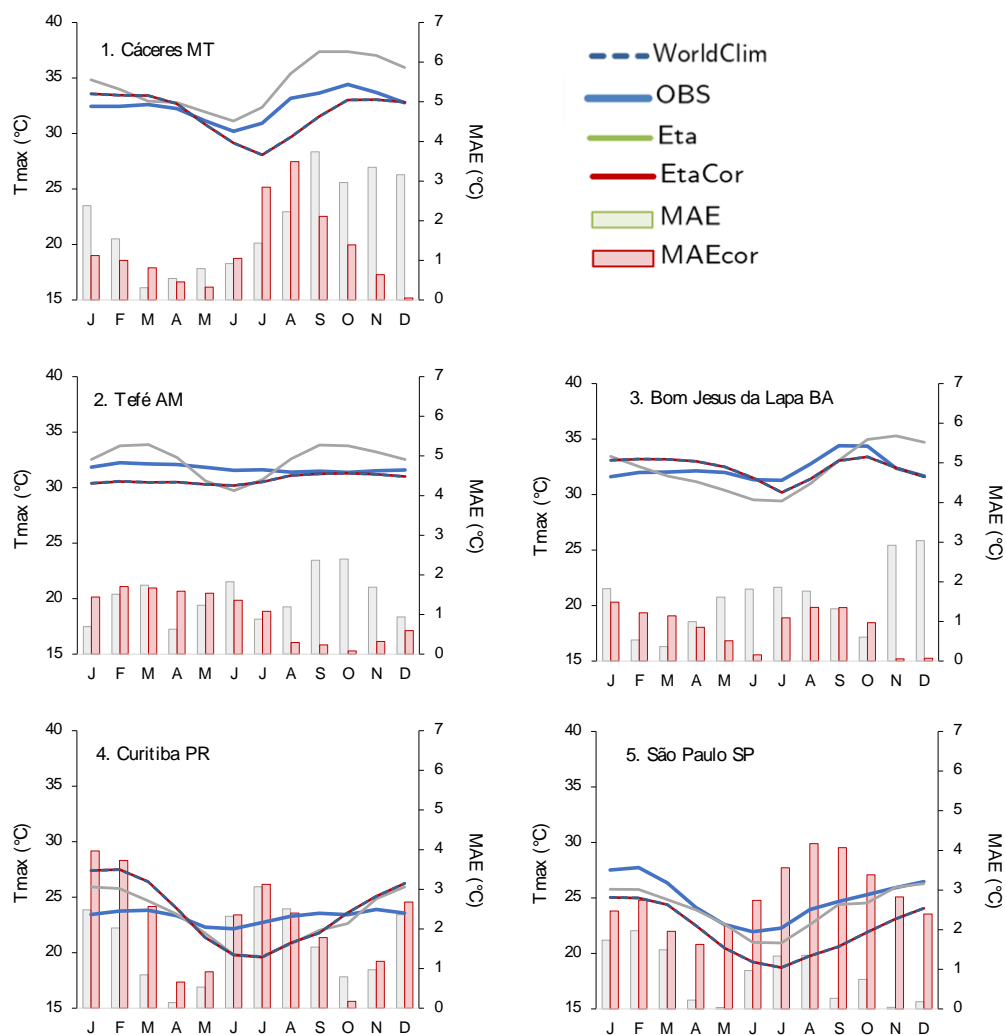 1. Cáceres MT
Tmax (°C)
40
35
30
25
20
15
MAE (°C)
7
6
5
4
3
2
1
0
J F M A M J J A S O N D
WorldClim
OBS
Eta
EtaCor
MAE
MAEcor
2. Tefé AM
Tmax (°C)
40
35
30
25
20
15
MAE (°C)
7
6
5
4
3
2
1
0
J F M A M J J A S O N D
3. Bom Jesus da Lapa BA
Tmax (°C)
40
35
30
25
20
15
MAE (°C)
7
6
5
4
3
2
1
0
J F M A M J J A S O N D
4. Curitiba PR
Tmax (°C)
40
35
30
25
20
15
MAE (°C)
7
6
5
4
3
2
1
0
J F M A M J J A S O N D
5. São Paulo SP
Tmax (°C)
40
35
30
25
20
15
MAE (°C)
7
6
5
4
3
2
1
0
J F M A M J J A S O N D